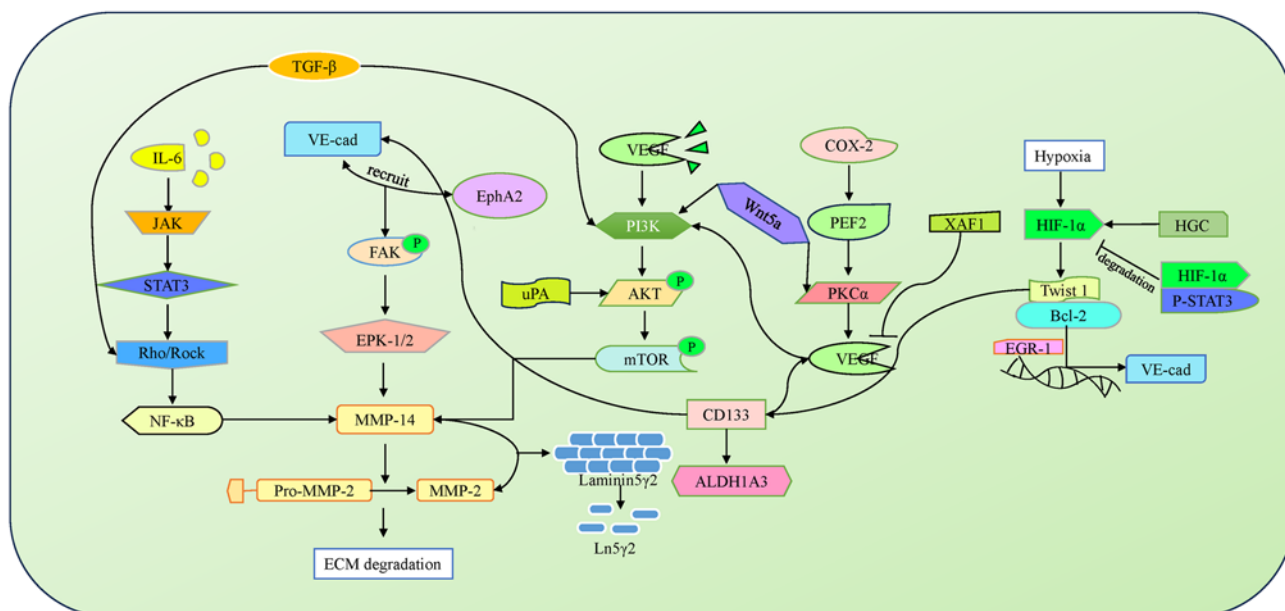 TGF-β
IL-6
JAK
STAT3
Rho/Rock
NF-κB
VE-cad
recruit
EphA2
FAK
P
EPK-1/2
MMP-14
Pro-MMP-2
MMP-2
ECM degradation
VEGF
PI3K
uPA
AKT
P
mTOR
P
Laminin5γ2
Ln5γ2
Wnt5a
COX-2
PEF2
PKCα
VEGF
XAF1
CD133
ALDH1A3
Hypoxia
HIF-1α
HGC
degradation
HIF-1α
P-STAT3
Twist 1
Bcl-2
EGR-1
VE-cad